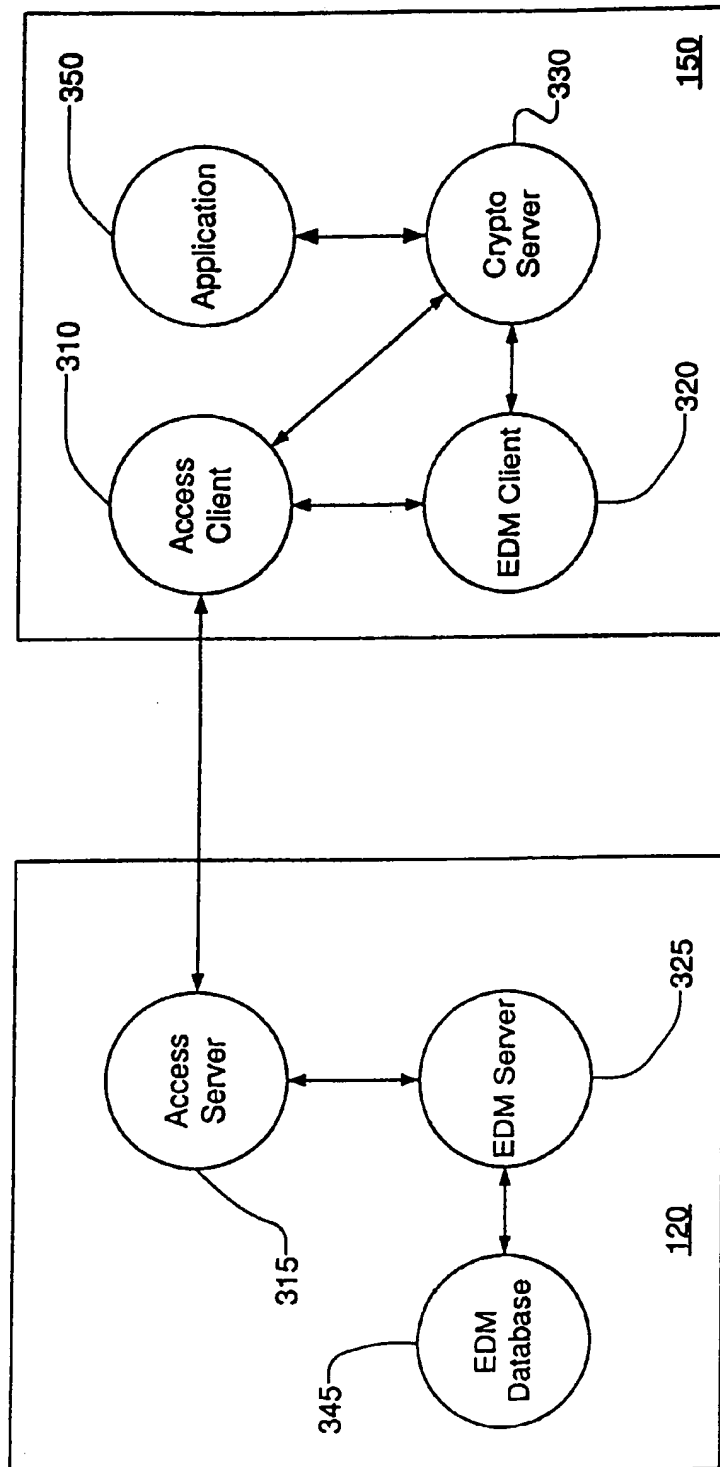 315
Access
Server
310
Access
Client
350
Application
345
EDM
Database
EDM Server
325
EDM Client
320
Crypto
Server
330
120
150